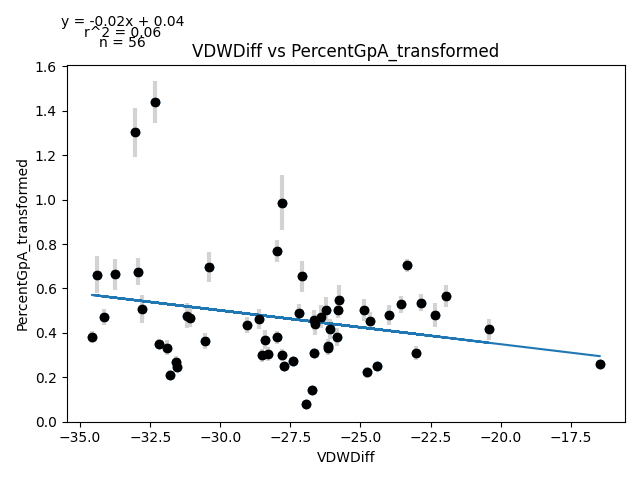 y = -0.02x + 0.04
r^2 = 0.06
n = 56
VDWDiff vs PercentGpA_transformed
1.6
1.4
1.2
1.0
0.8
0.6
0.4
0.2
0.0
PercentGpA_transformed
−35.0 −32.5 −30.0 −27.5 −25.0 −22.5 −20.0 −17.5
VDWDiff